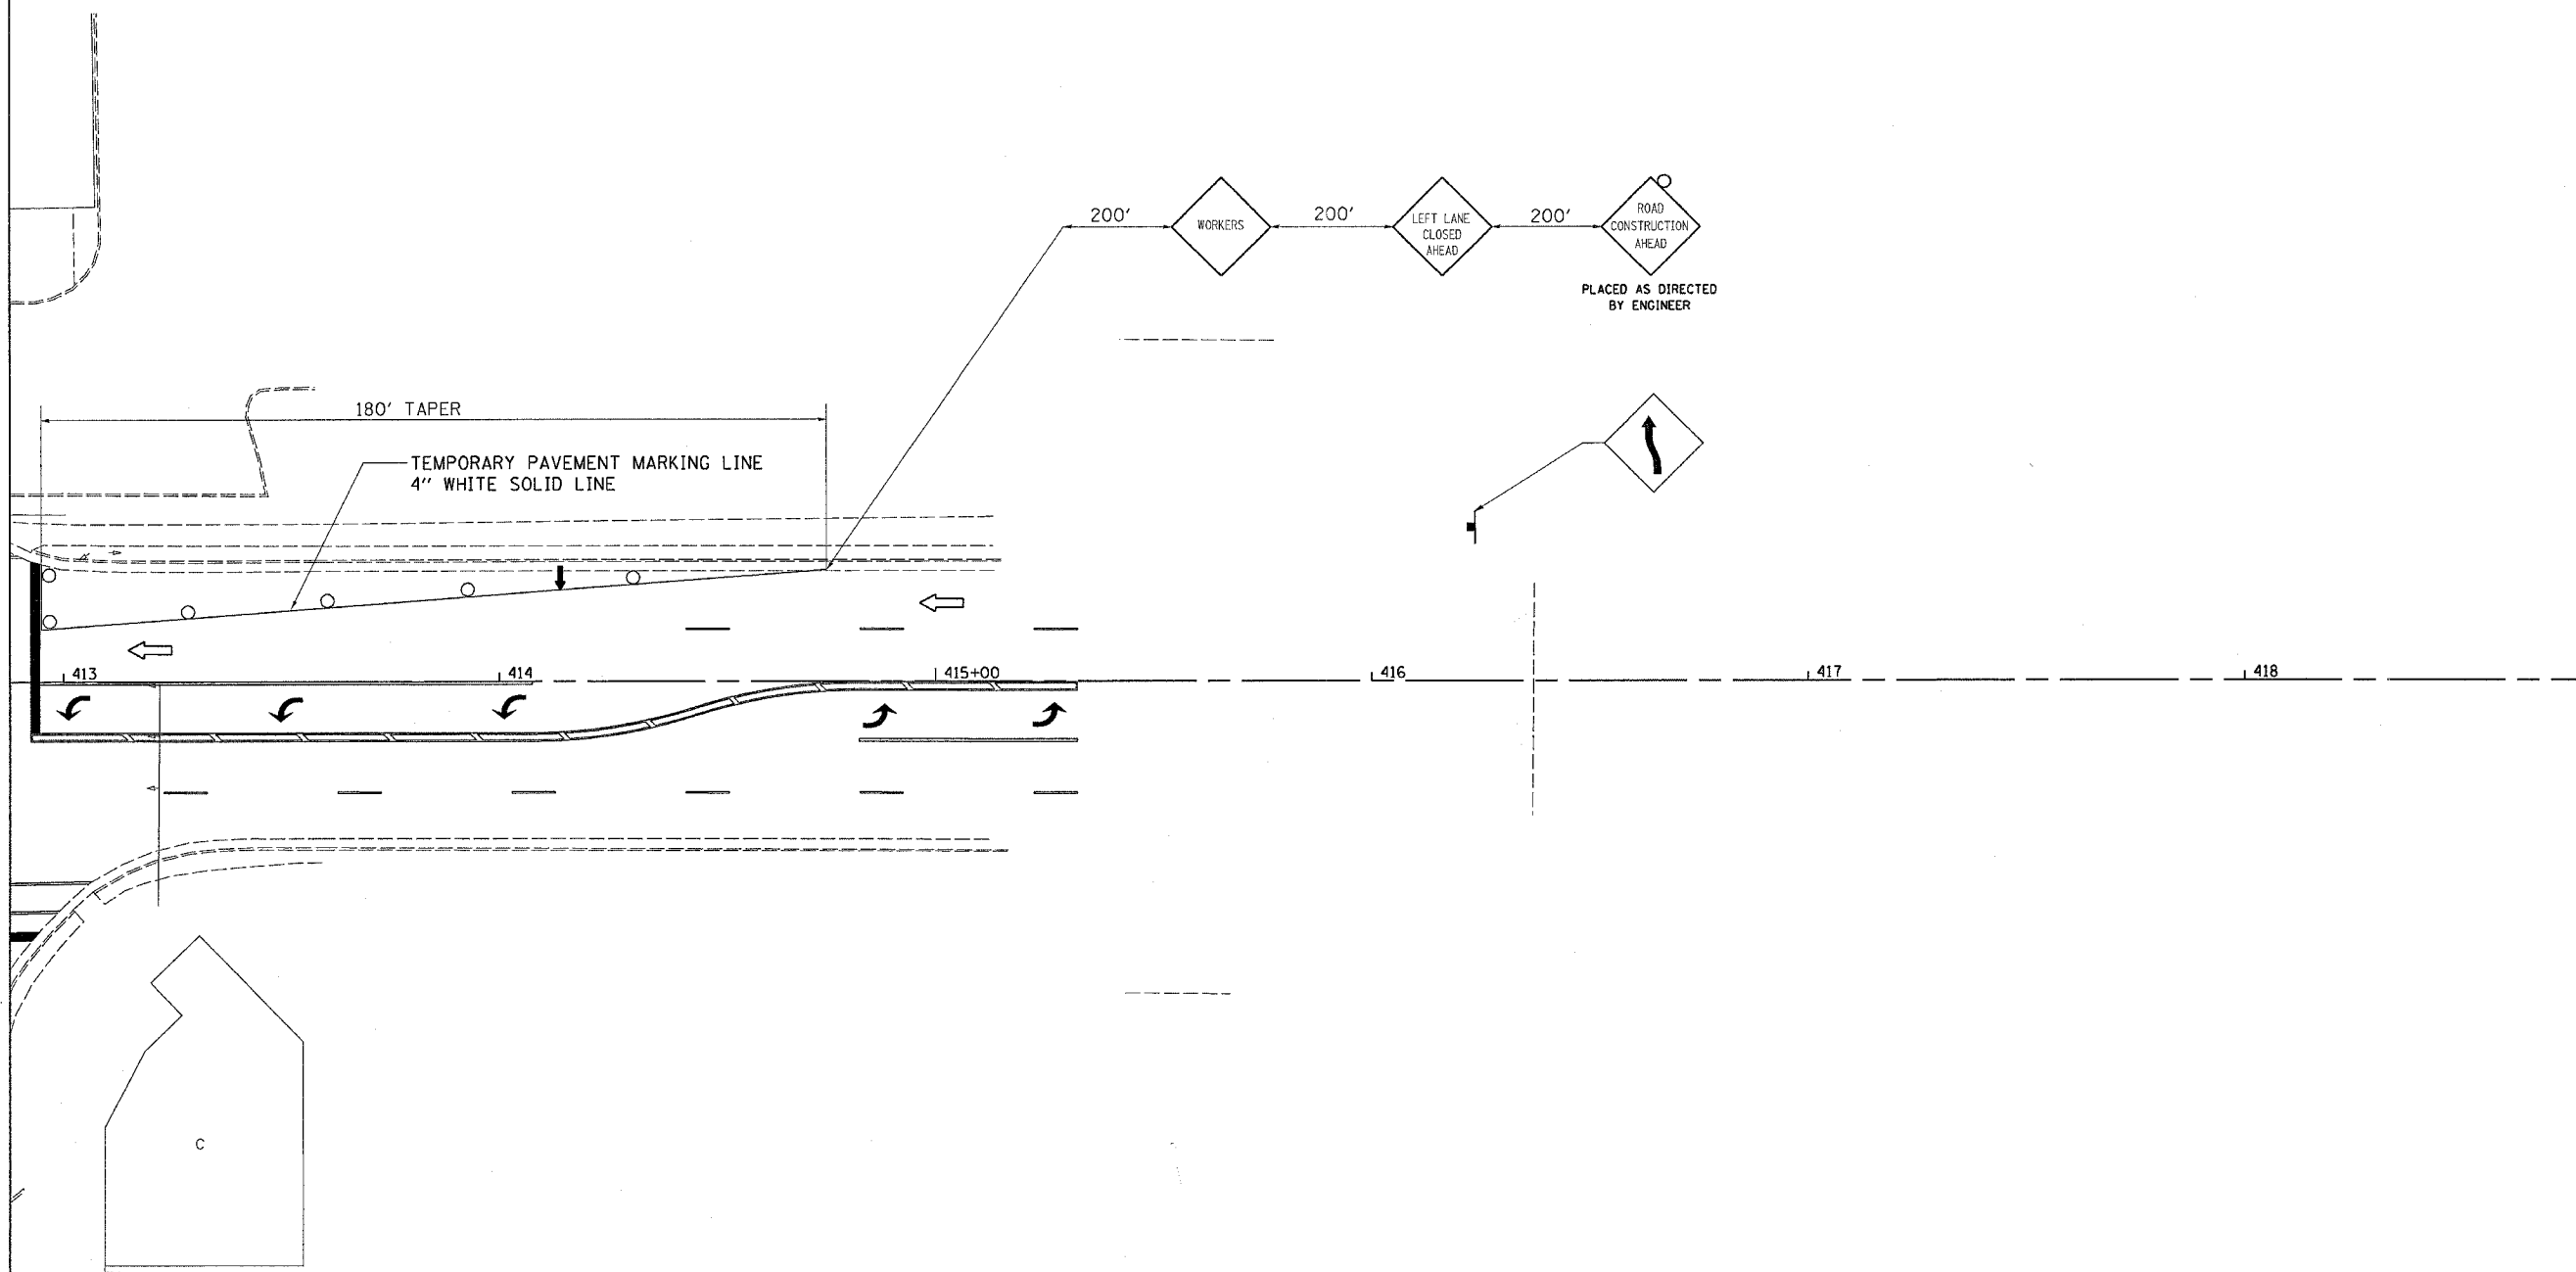 200'
WORKERS
200'
LEFT LANE
CLOSED
AHEAD
200'
ROAD
CONSTRUCTION
AHEAD
PLACED AS DIRECTED
BY ENGINEER
180' TAPER
TEMPORARY PAVEMENT MARKING LINE
4" WHITE SOLID LINE
413
414
415+00
416
417
418
C